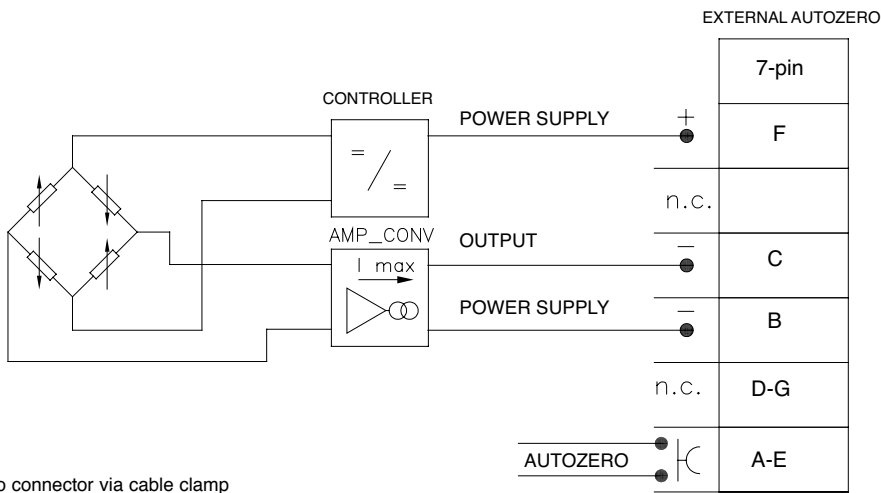 EXTERNAL AUTOZERO
7-pin
CONTROLLER
POWER SUPPLY
+
F
=
/
=
n.c.
AMP_CONV
OUTPUT
–
C
I max
POWER SUPPLY
–
B
n.c.
D-G
AUTOZERO
A-E
o connector via cable clamp